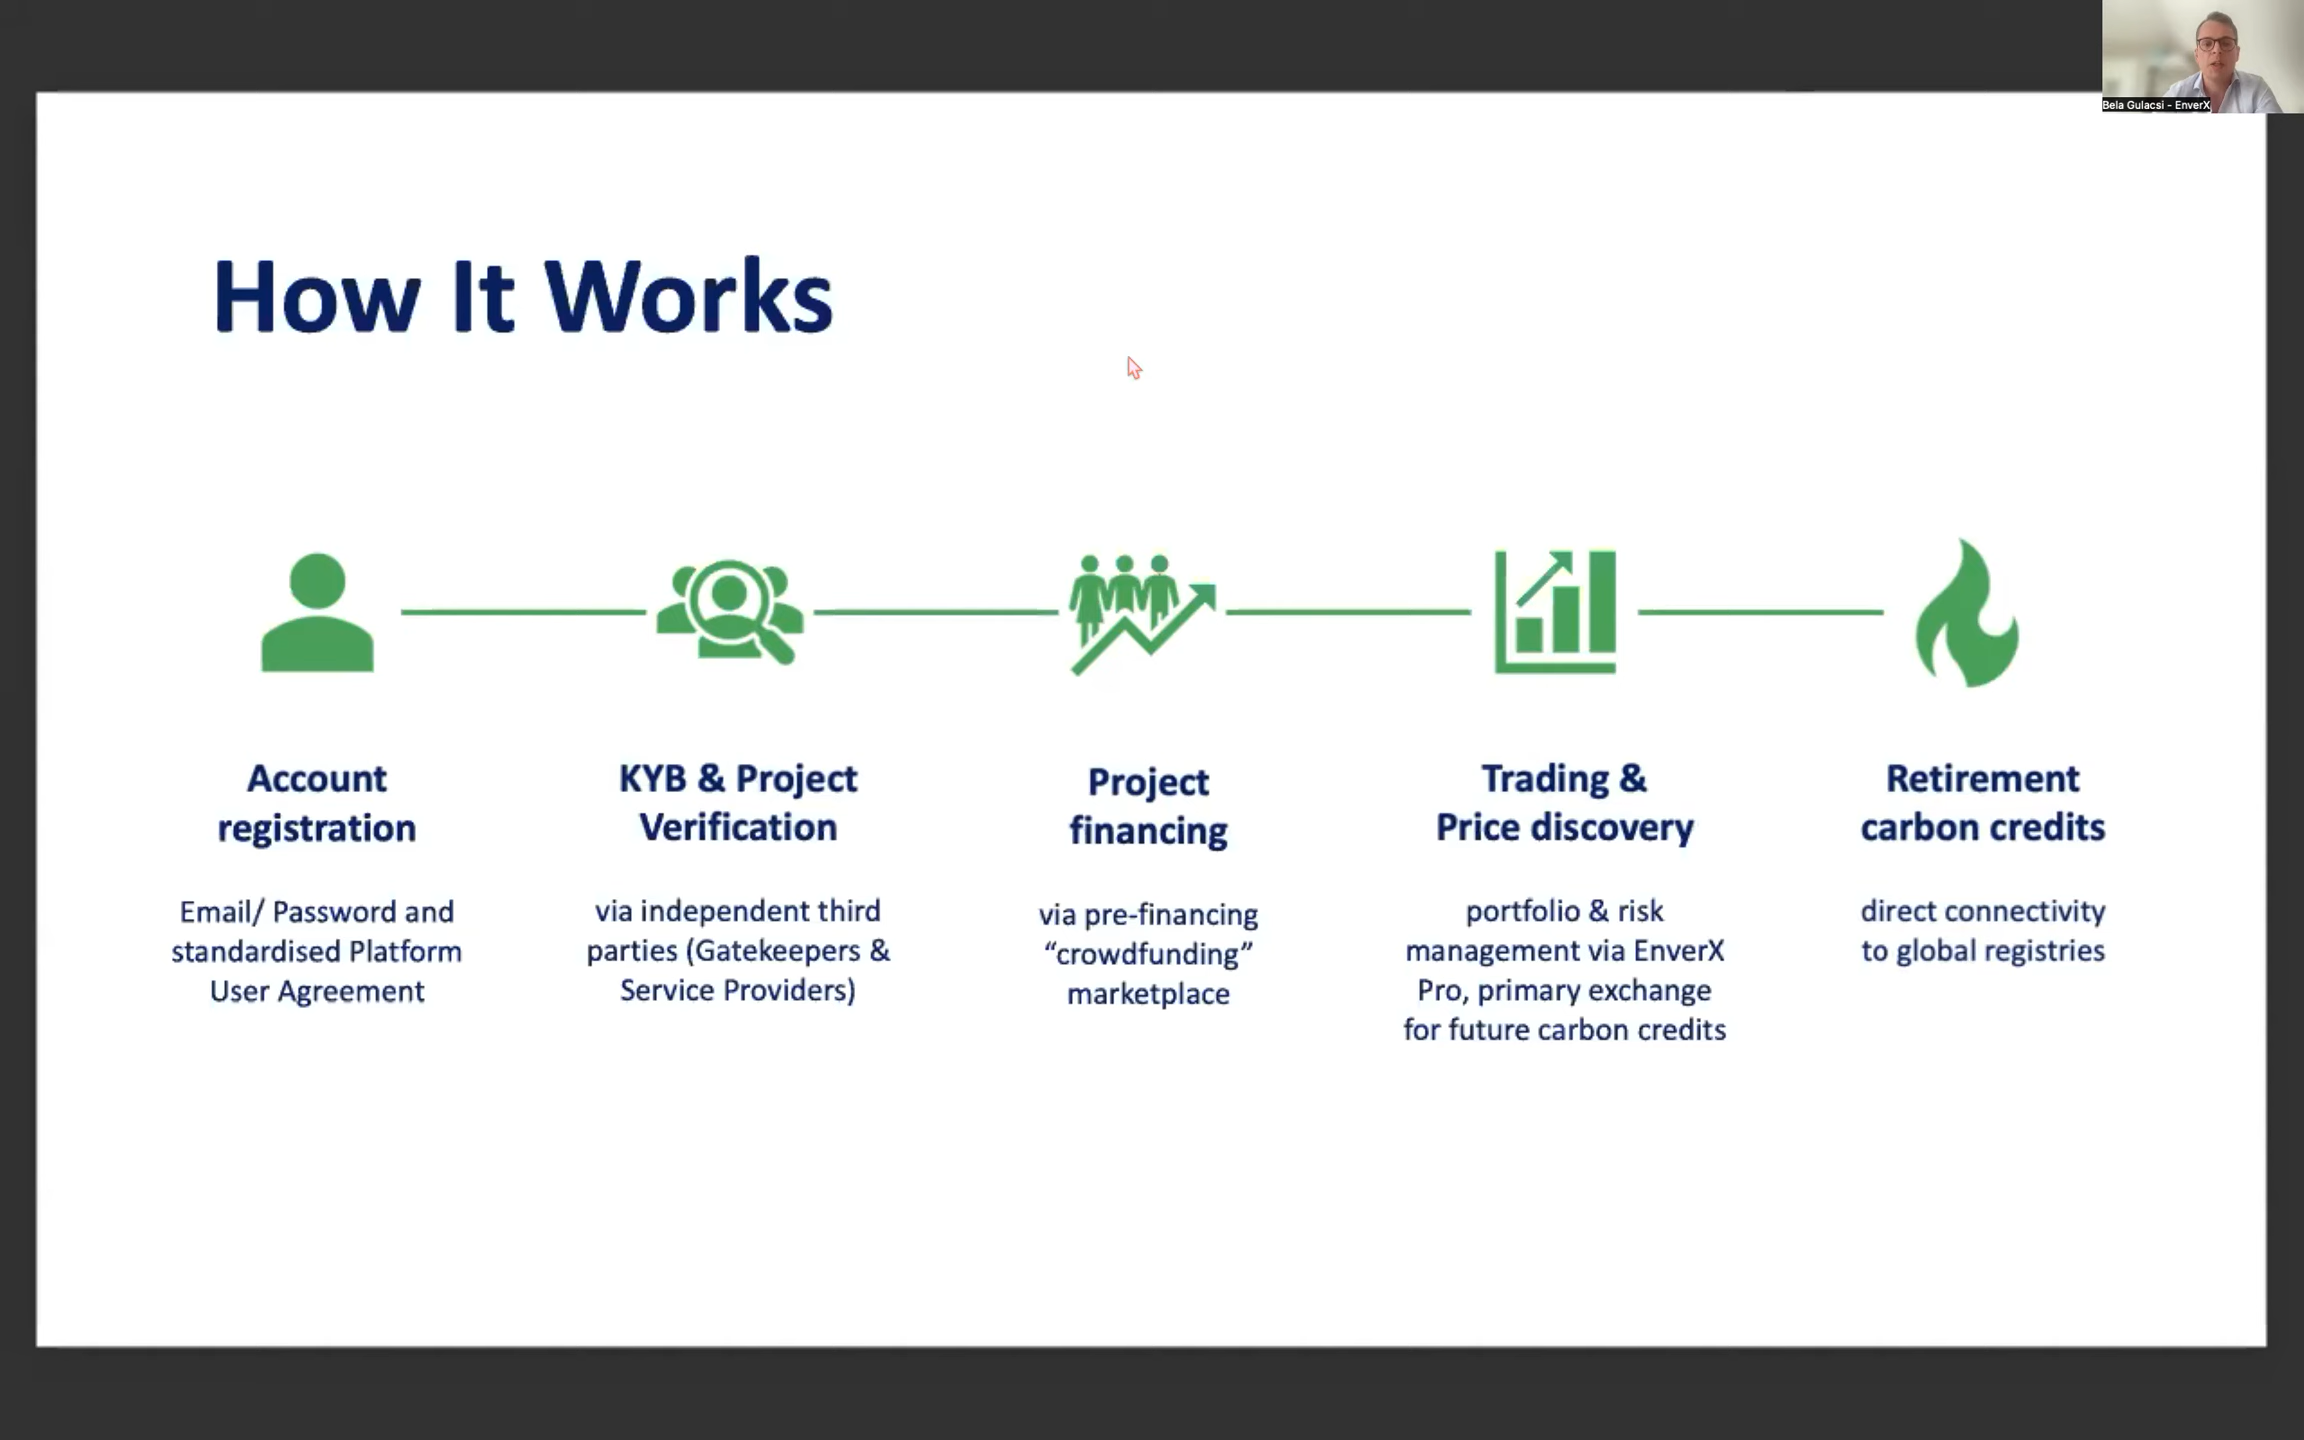 Bela Gulacsi - EnverX
How It Works
Account
registration
Email/ Password and
standardised Platform
User Agreement
KYB & Project
Verification
via independent third
parties (Gatekeepers &
Service Providers)
Project
financing
via pre-financing
“crowdfunding”
marketplace
Trading &
Price discovery
portfolio & risk
management via EnverX
Pro, primary exchange
for future carbon credits
Retirement
carbon credits
direct connectivity
to global registries